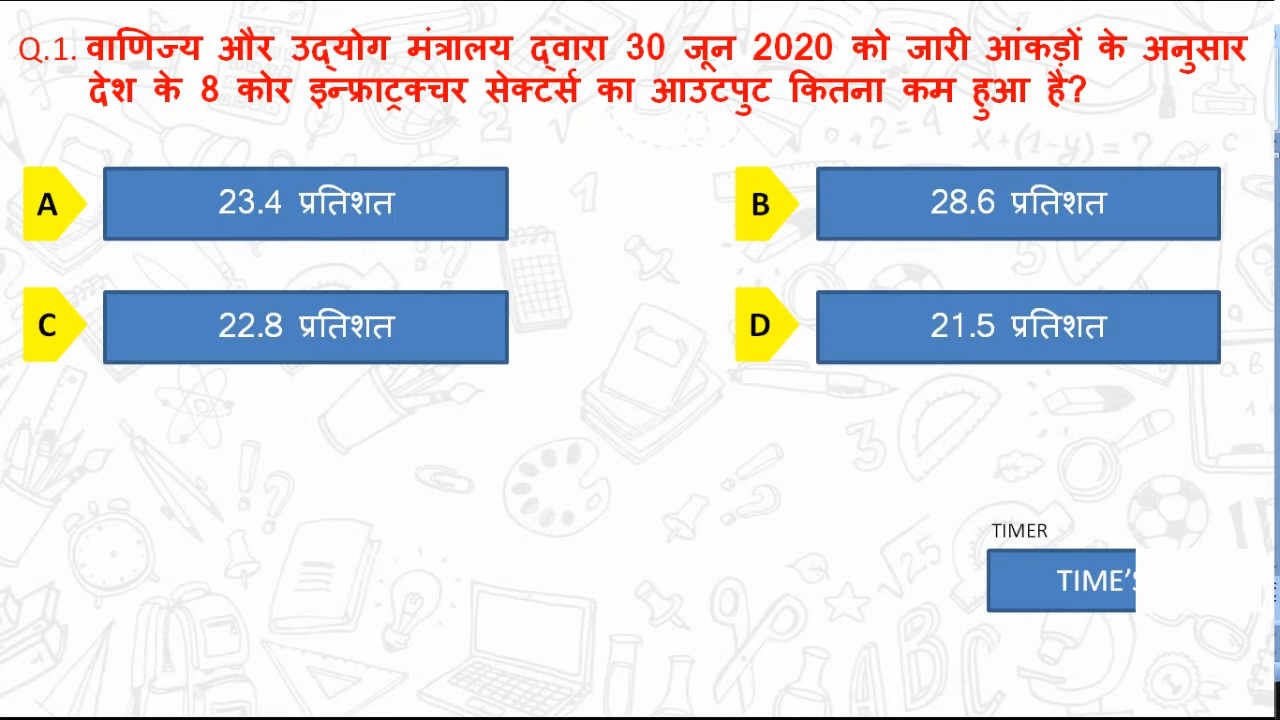 Q.1. वाणिज्य और उद्योग मंत्रालय द्वारा 30 जून 2020 को जारी आंकड़ों के अनुसार
देश के 8 कोर इन्फ्राट्रक्चर सेक्टर्स का आउटपुट कितना कम हुआ है?
A 23.4 प्रतिशत
B 28.6 प्रतिशत
C 22.8 प्रतिशत
D 21.5 प्रतिशत
TIMER
TIME’S